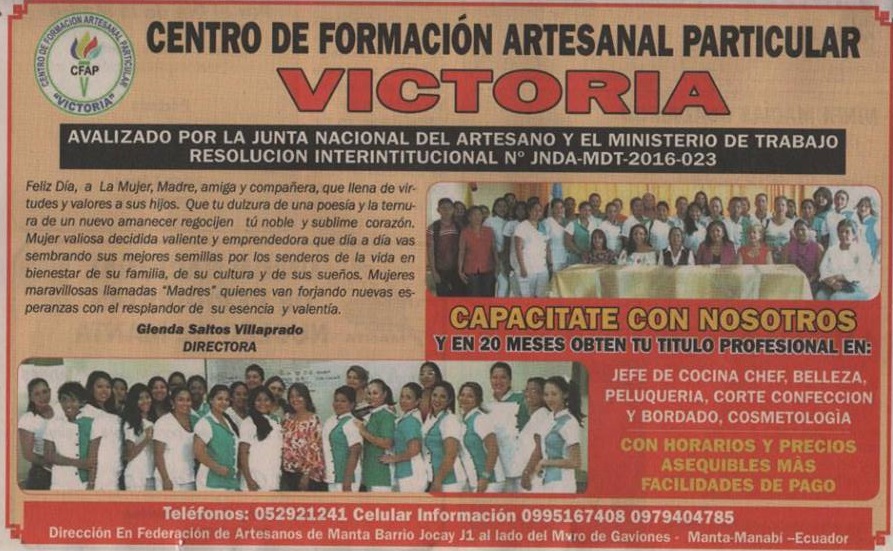 CENTRO DE FORMACIÓN ARTESANAL PARTICULAR
CFAP
"VICTORIA"
CENTRO DE FORMACIÓN ARTESANAL PARTICULAR
VICTORIA
AVALIZADO POR LA JUNTA NACIONAL DEL ARTESANO Y EL MINISTERIO DE TRABAJO
RESOLUCION INTERINTITUCIONAL N° JNDA-MDT-2016-023
Feliz Día, a La Mujer, Madre, amiga y compañera, que llena de vir-
tudes y valores a sus hijos. Que tu dulzura de una poesía y la ternu-
ra de un nuevo amanecer regocijen tú noble y sublime corazón.
Mujer valiosa decidida valiente y emprendedora que día a día vas
sembrando sus mejores semillas por los senderos de la vida en
bienestar de su familia, de su cultura y de sus sueños. Mujeres
maravillosas llamadas "Madres" quienes van forjando nuevas es-
peranzas con el resplandor de su esencia y valentía.
Glenda Saltos Villaprado
DIRECTORA
CAPACITATE CON NOSOTROS
Y EN 20 MESES OBTEN TU TITULO PROFESIONAL EN:
JEFE DE COCINA CHEF, BELLEZA,
PELUQUERIA, CORTE CONFECCION
Y BORDADO, COSMETOLOGÌA
CON HORARIOS Y PRECIOS
ASEQUIBLES MÀS
FACILIDADES DE PAGO
Teléfonos: 052921241 Celular Información 0995167408 0979404785
Dirección En Federación de Artesanos de Manta Barrio Jocay J1 al lado del Muro de Gaviones - Manta-Manabi –Ecuador